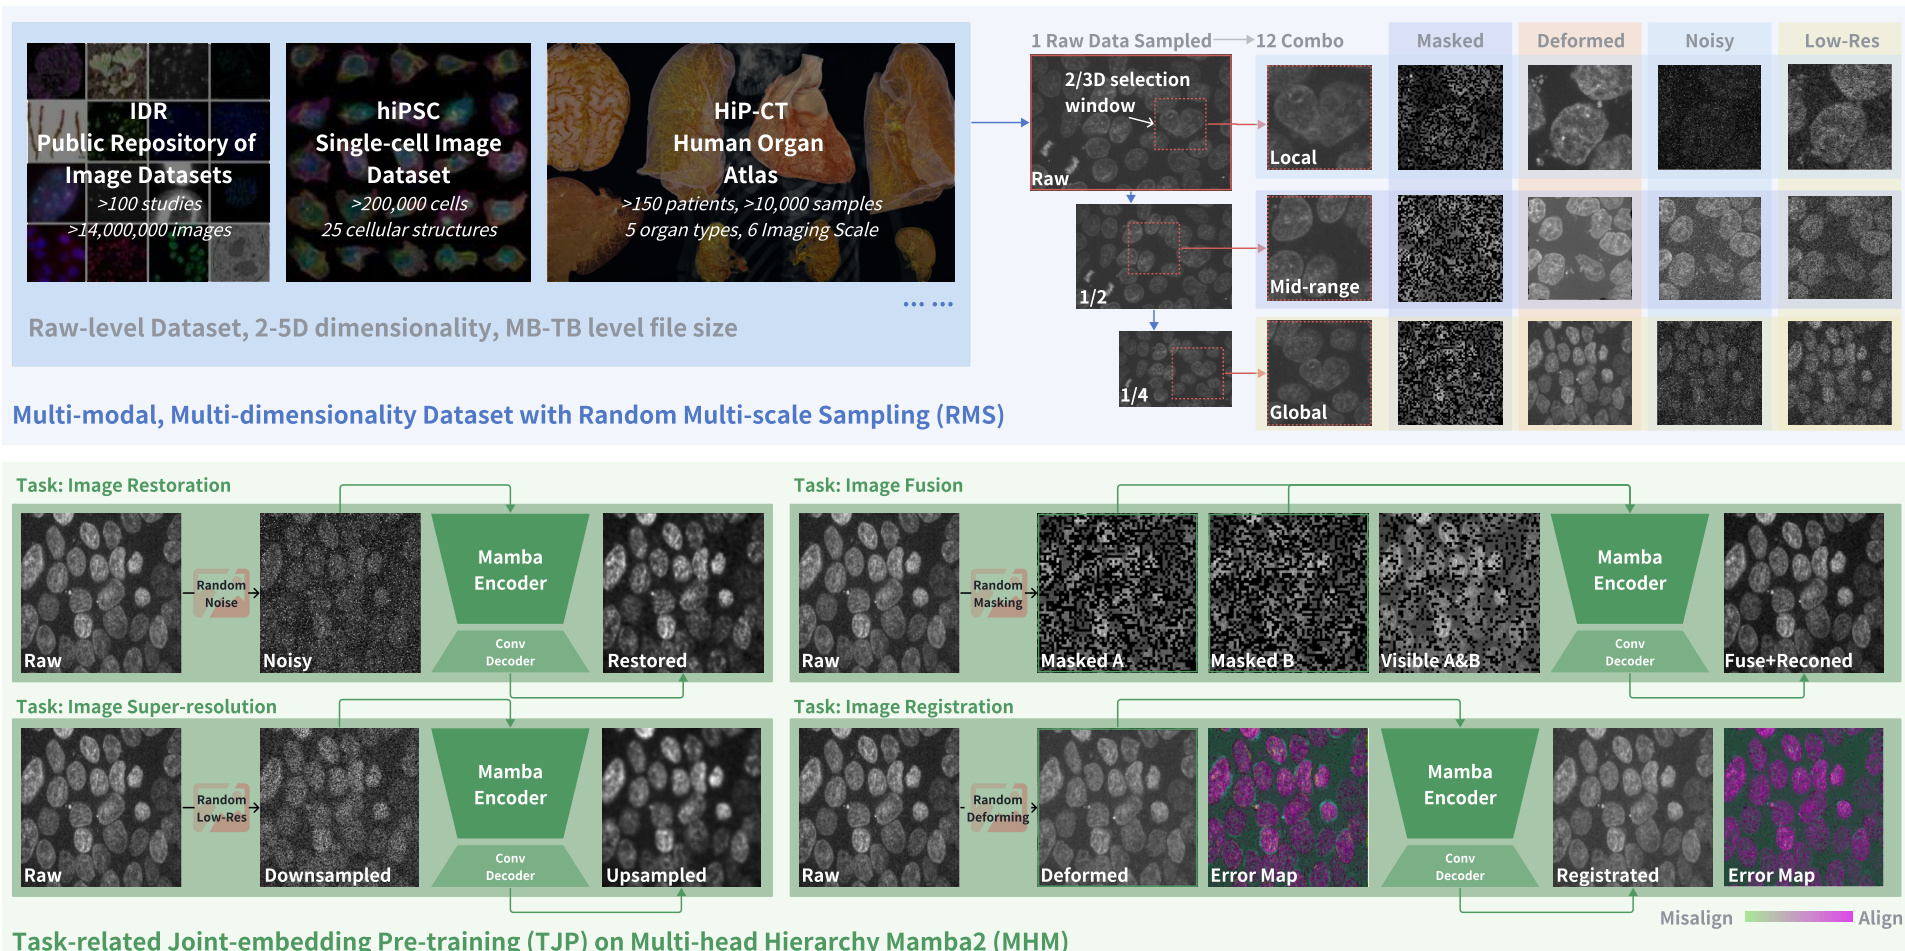 IDR
Public Repository of
Image Datasets
>100 studies
>14,000,000 images
hiPSC
Single-cell Image
Dataset
>200,000 cells
25 cellular structures
HiP-CT
Human Organ
Atlas
>150 patients, >10,000 samples
5 organ types, 6 Imaging Scale
... ...
Raw-level Dataset, 2-5D dimensionality, MB-TB level file size
Multi-modal, Multi-dimensionality Dataset with Random Multi-scale Sampling (RMS)
1 Raw Data Sampled
12 Combo
Masked
Deformed
Noisy
Low-Res
2/3D selection
window
Raw
Local
1/2
Mid-range
1/4
Global
Task: Image Restoration
Raw
Random
Noise
Noisy
Mamba
Encoder
Conv
Decoder
Restored
Task: Image Fusion
Raw
Random
Masking
Masked A
Masked B
Visible A&B
Mamba
Encoder
Conv
Decoder
Fuse+Reconed
Task: Image Super-resolution
Raw
Random
Low-Res
Downsampled
Mamba
Encoder
Conv
Decoder
Upsampled
Task: Image Registration
Raw
Random
Deforming
Deformed
Error Map
Mamba
Encoder
Conv
Decoder
Registrated
Error Map
Misalign
Align
Task-related Joint-embedding Pre-training (TJP) on Multi-head Hierarchy Mamba2 (MHM)